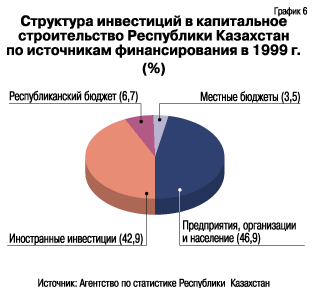 График 6
Структура инвестиций в капитальное
строительство Республики Казахстан
по источникам финансирования в 1999 г.
(%)
Республиканский бюджет (6,7)
Местные бюджеты (3,5)
Иностранные инвестиции (42,9)
Предприятия, организации
и население (46,9)
Источник: Агентство по статистике Республики Казахстан